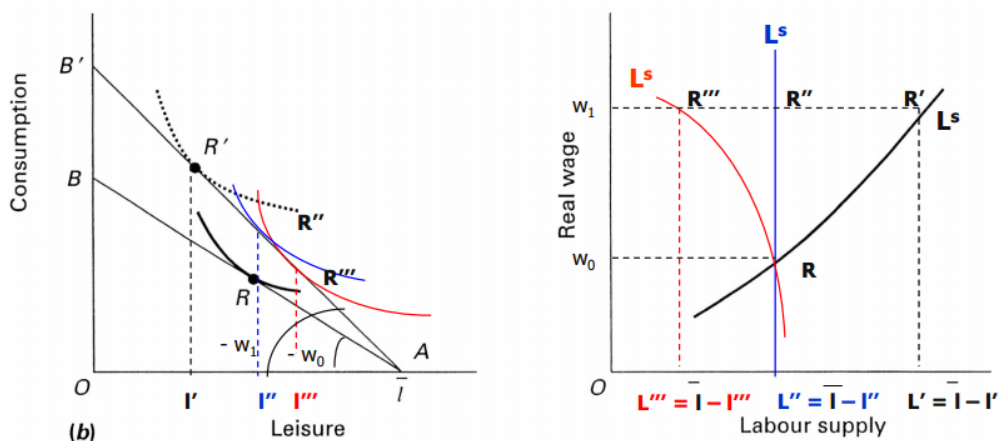 Consumption
B′
B
R′
R″
R‴
R
- w₁
- w₀
A
O
l′
l″
l‴
l̅
(b)
Leisure
Real wage
w₁
w₀
Lˢ
R‴
Lˢ
R″
R′
Lˢ
R
O
L‴ = l̅ – l‴
L″ = l̅ – l″
L′ = l̅ – l′
Labour supply